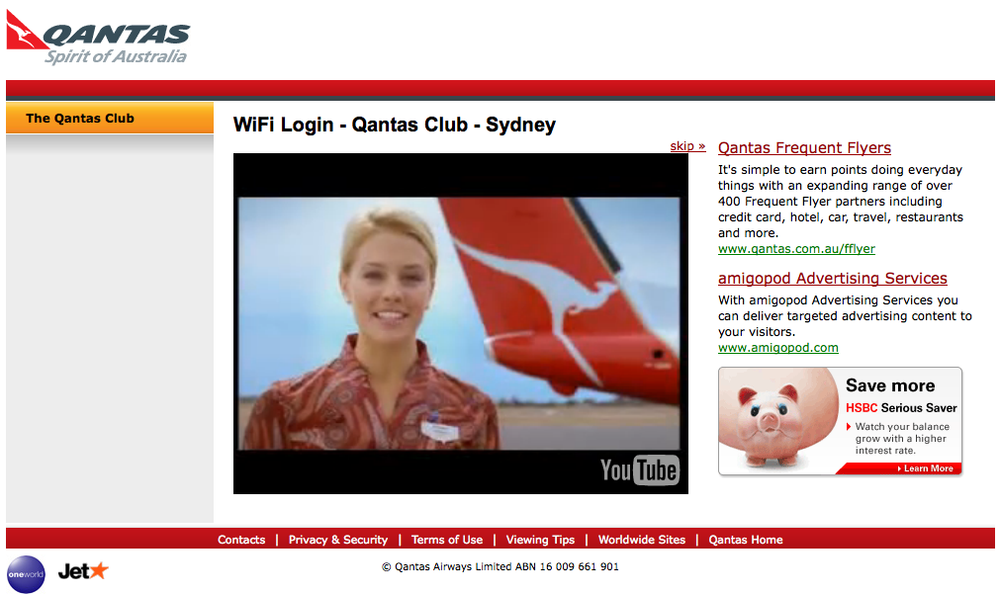 QANTAS
Spirit of Australia
The Qantas Club
WiFi Login - Qantas Club - Sydney
skip »
YouTube
Qantas Frequent Flyers
It's simple to earn points doing everyday
things with an expanding range of over
400 Frequent Flyer partners including
credit card, hotel, car, travel, restaurants
and more.
www.qantas.com.au/fflyer
amigopod Advertising Services
With amigopod Advertising Services you
can deliver targeted advertising content to
your visitors.
www.amigopod.com
Save more
HSBC Serious Saver
Watch your balance
grow with a higher
interest rate.
Learn More
Contacts | Privacy & Security | Terms of Use | Viewing Tips | Worldwide Sites | Qantas Home
oneworld
Jet
© Qantas Airways Limited ABN 16 009 661 901